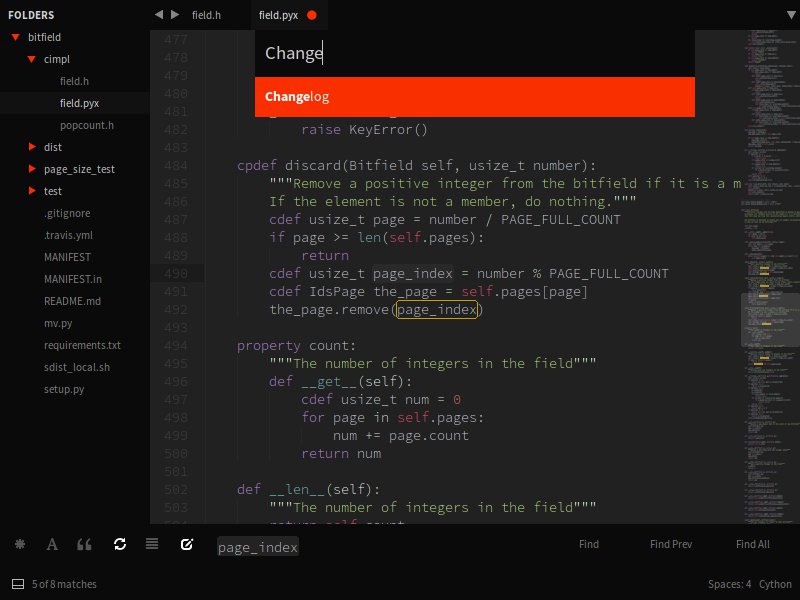 FOLDERS
bitfield
cimpl
field.h
field.pyx
popcount.h
dist
page_size_test
test
.gitignore
.travis.yml
MANIFEST
MANIFEST.in
README.md
mv.py
requirements.txt
sdist_local.sh
setup.py
field.h
field.pyx
Change
Changelog
477
478
479
480
481
482 raise KeyError()
483
484 cpdef discard(Bitfield self, usize_t number):
485 """Remove a positive integer from the bitfield if it is a m
486 If the element is not a member, do nothing."""
487 cdef usize_t page = number / PAGE_FULL_COUNT
488 if page >= len(self.pages):
489 return
490 cdef usize_t page_index = number % PAGE_FULL_COUNT
491 cdef IdsPage the_page = self.pages[page]
492 the_page.remove(page_index)
493
494 property count:
495 """The number of integers in the field"""
496 def __get__(self):
497 cdef usize_t num = 0
498 for page in self.pages:
499 num += page.count
500 return num
501
502 def __len__(self):
503 """The number of integers in the field"""
return self.count
page_index
Find
Find Prev
Find All
5 of 8 matches
Spaces: 4
Cython